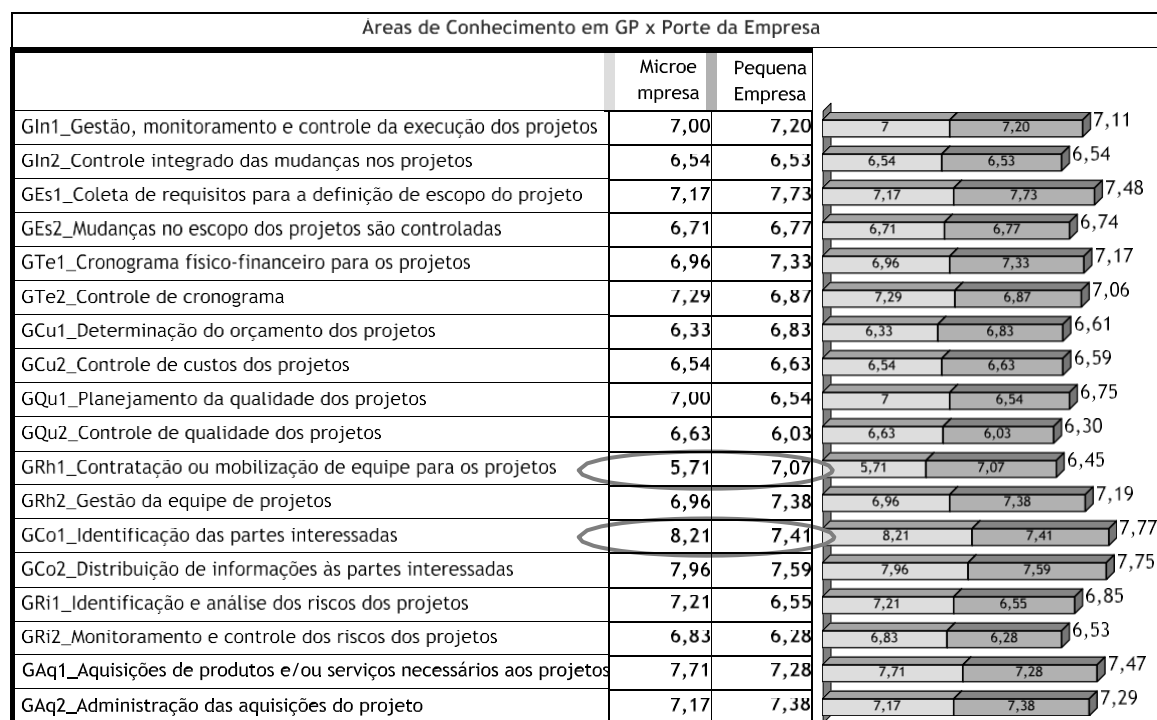 Áreas de Conhecimento em GP x Porte da Empresa
Microe Pequena
mpresa Empresa
GIn1_Gestão, monitoramento e controle da execução dos projetos 7,00 7,20 7 7,20 7,11
GIn2_Controle integrado das mudanças nos projetos 6,54 6,53 6,54 6,53 6,54
GEs1_Coleta de requisitos para a definição de escopo do projeto 7,17 7,73 7,17 7,73 7,48
GEs2_Mudanças no escopo dos projetos são controladas 6,71 6,77 6,71 6,77 6,74
GTe1_Cronograma físico-financeiro para os projetos 6,96 7,33 6,96 7,33 7,17
GTe2_Controle de cronograma 7,29 6,87 7,29 6,87 7,06
GCu1_Determinação do orçamento dos projetos 6,33 6,83 6,33 6,83 6,61
GCu2_Controle de custos dos projetos 6,54 6,63 6,54 6,63 6,59
GQu1_Planejamento da qualidade dos projetos 7,00 6,54 7 6,54 6,75
GQu2_Controle de qualidade dos projetos 6,63 6,03 6,63 6,03 6,30
GRh1_Contratação ou mobilização de equipe para os projetos 5,71 7,07 5,71 7,07 6,45
GRh2_Gestão da equipe de projetos 6,96 7,38 6,96 7,38 7,19
GCo1_Identificação das partes interessadas 8,21 7,41 8,21 7,41 7,77
GCo2_Distribuição de informações às partes interessadas 7,96 7,59 7,96 7,59 7,75
GRi1_Identificação e análise dos riscos dos projetos 7,21 6,55 7,21 6,55 6,85
GRi2_Monitoramento e controle dos riscos dos projetos 6,83 6,28 6,83 6,28 6,53
GAq1_Aquisições de produtos e/ou serviços necessários aos projetos 7,71 7,28 7,71 7,28 7,47
GAq2_Administração das aquisições do projeto 7,17 7,38 7,17 7,38 7,29